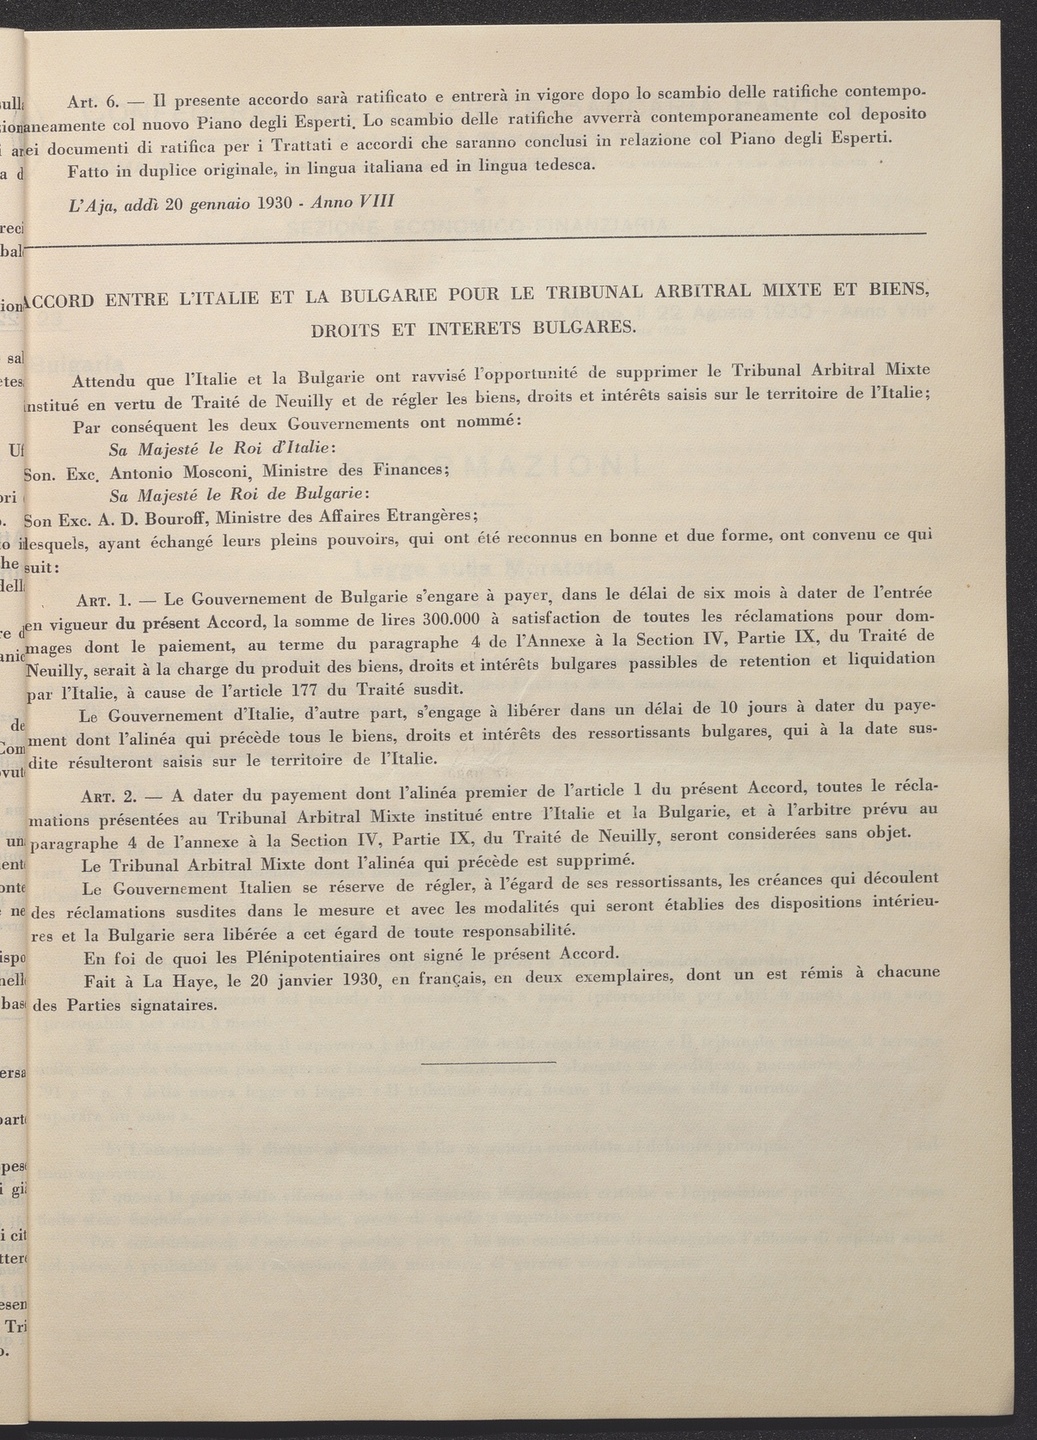 Art. 6. — Il presente accordo sarà ratificato e entrerà in vigore dopo lo scambio delle ratifiche contempo-
aneamente col nuovo Piano degli Esperti. Lo scambio delle ratifiche avverrà contemporaneamente col deposito
ei documenti di ratifica per i Trattati e accordi che saranno conclusi in relazione col Piano degli Esperti.
Fatto in duplice originale, in lingua italiana ed in lingua tedesca.
L'Aja, addì 20 gennaio 1930 - Anno VIII
ACCORD ENTRE L'ITALIE ET LA BULGARIE POUR LE TRIBUNAL ARBITRAL MIXTE ET BIENS,
DROITS ET INTERETS BULGARES.
Attendu que l'Italie et la Bulgarie ont ravvisé l'opportunité de supprimer le Tribunal Arbitral Mixte
institué en vertu de Traité de Neuilly et de régler les biens, droits et intérêts saisis sur le territoire de l'Italie;
Par conséquent les deux Gouvernements ont nommé:
Sa Majesté le Roi d'Italie:
Son. Exc. Antonio Mosconi, Ministre des Finances;
Sa Majesté le Roi de Bulgarie:
Son Exc. A. D. Bouroff, Ministre des Affaires Etrangères;
lesquels, ayant échangé leurs pleins pouvoirs, qui ont été reconnus en bonne et due forme, ont convenu ce qui
suit:
ART. 1. — Le Gouvernement de Bulgarie s'engare à payer, dans le délai de six mois à dater de l'entrée
en vigueur du présent Accord, la somme de lires 300.000 à satisfaction de toutes les réclamations pour dom-
mages dont le paiement, au terme du paragraphe 4 de l'Annexe à la Section IV, Partie IX, du Traité de
Neuilly, serait à la charge du produit des biens, droits et intérêts bulgares passibles de retention et liquidation
par l'Italie, à cause de l'article 177 du Traité susdit.
Le Gouvernement d'Italie, d'autre part, s'engage à libérer dans un délai de 10 jours à dater du paye-
ment dont l'alinéa qui précède tous le biens, droits et intérêts des ressortissants bulgares, qui à la date sus-
dite résulteront saisis sur le territoire de l'Italie.
ART. 2. — A dater du payement dont l'alinéa premier de l'article 1 du présent Accord, toutes le récla-
mations présentées au Tribunal Arbitral Mixte institué entre l'Italie et la Bulgarie, et à l'arbitre prévu au
paragraphe 4 de l'annexe à la Section IV, Partie IX, du Traité de Neuilly, seront considerées sans objet.
Le Tribunal Arbitral Mixte dont l'alinéa qui précède est supprimé.
Le Gouvernement Italien se réserve de régler, à l'égard de ses ressortissants, les créances qui découlent
des réclamations susdites dans le mesure et avec les modalités qui seront établies des dispositions intérieu-
res et la Bulgarie sera libérée a cet égard de toute responsabilité.
En foi de quoi les Plénipotentiaires ont signé le présent Accord.
Fait à La Haye, le 20 janvier 1930, en français, en deux exemplaires, dont un est rémis à chacune
des Parties signataires.